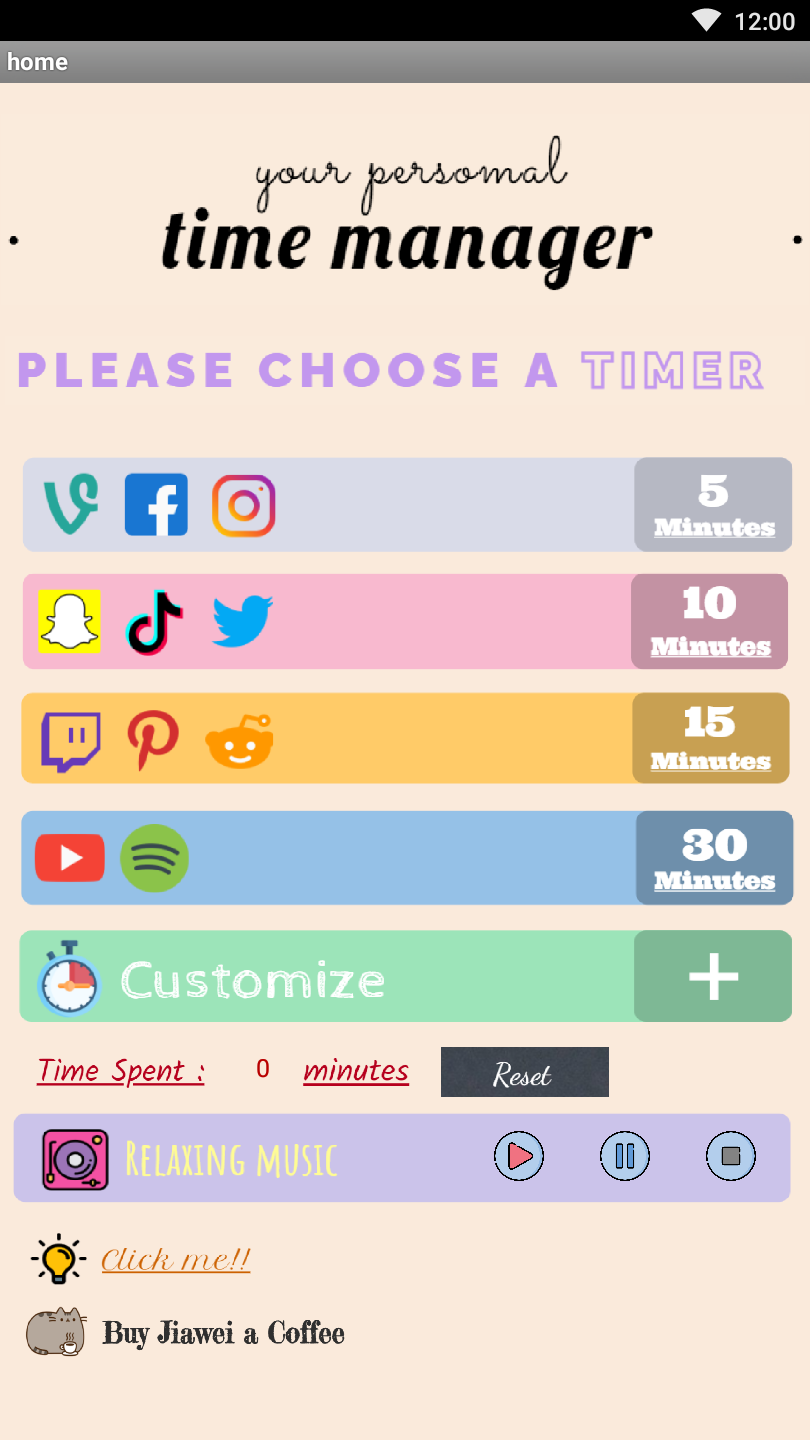 12:00
home
your personal
time manager
PLEASE CHOOSE A TIMER
5
Minutes
10
Minutes
15
Minutes
30
Minutes
Customize +
Time Spent : 0 minutes Reset
Relaxing music
Click me!!
Buy Jiawei a Coffee